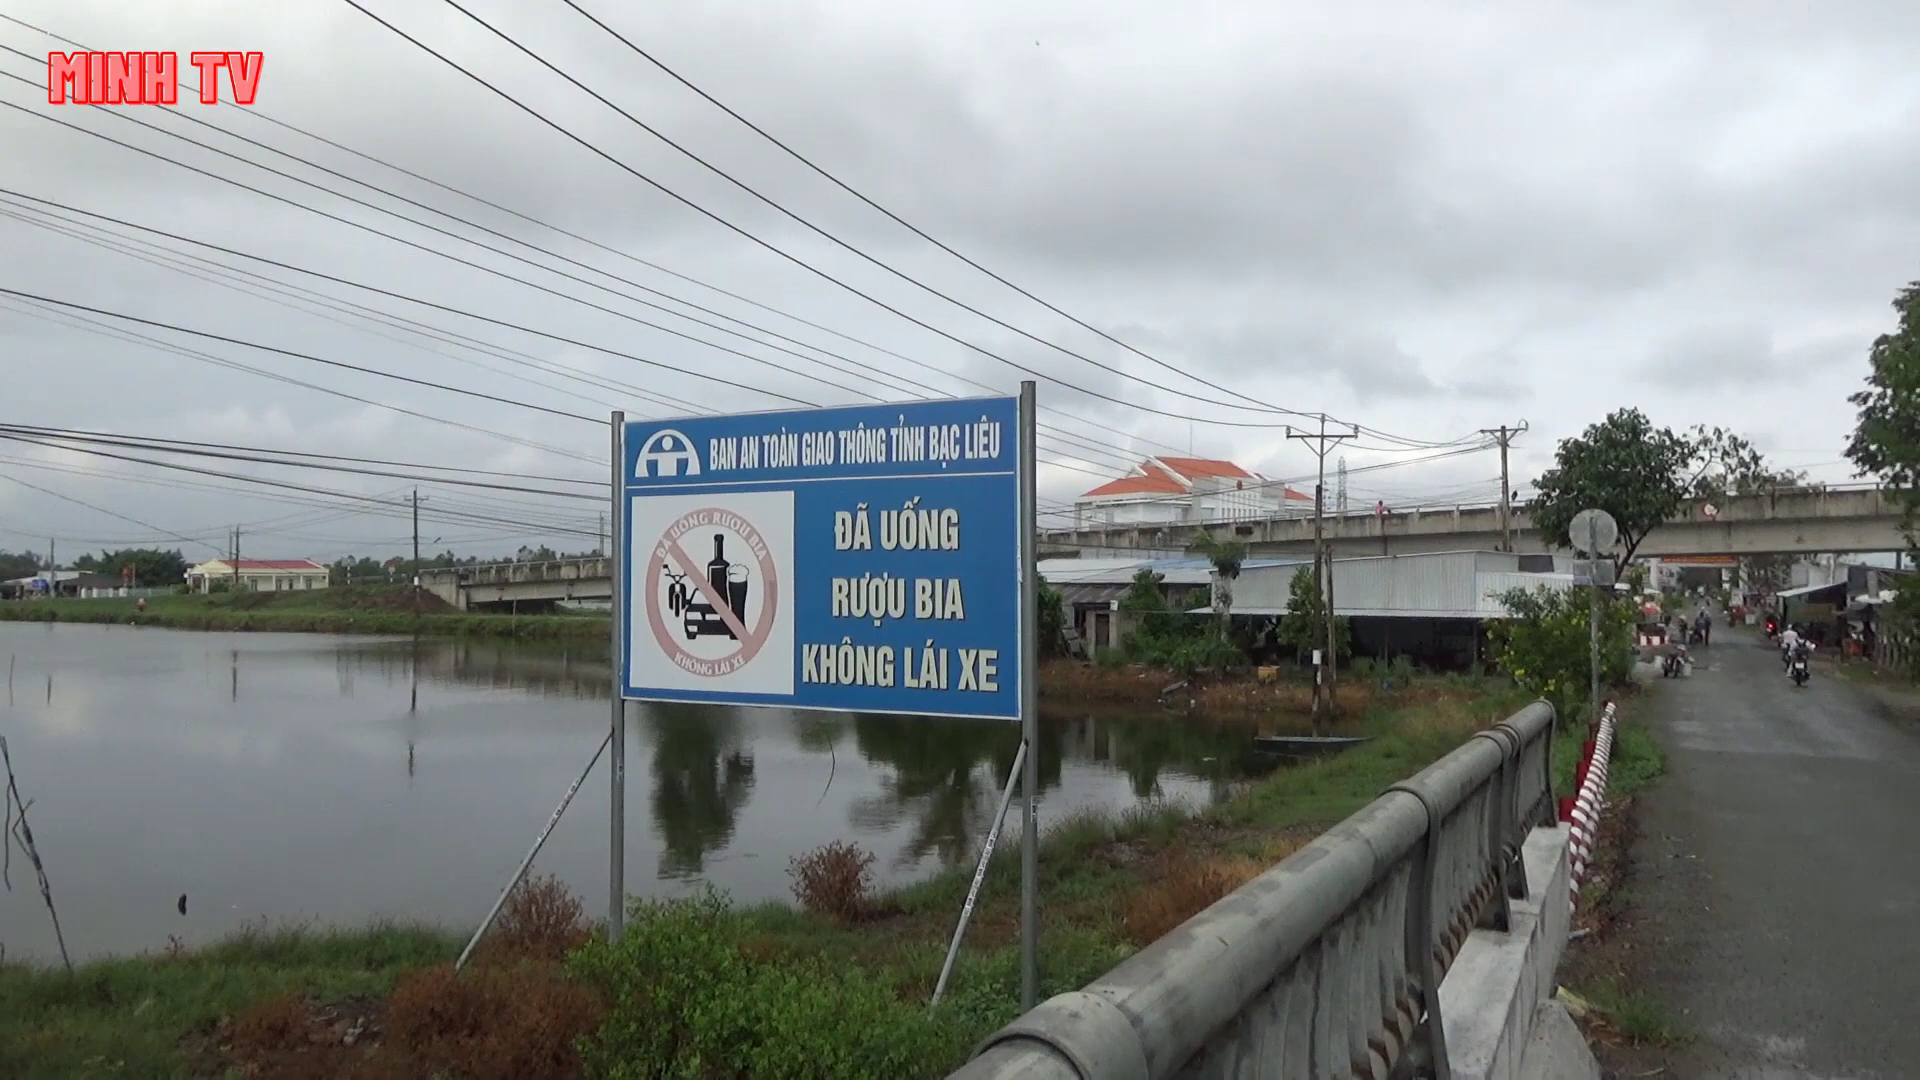 MINH TV
BAN AN TOÀN GIAO THÔNG TỈNH BẠC LIÊU
ĐÃ UỐNG RƯỢU BIA
KHÔNG LÁI XE
ĐÃ UỐNG
RƯỢU BIA
KHÔNG LÁI XE